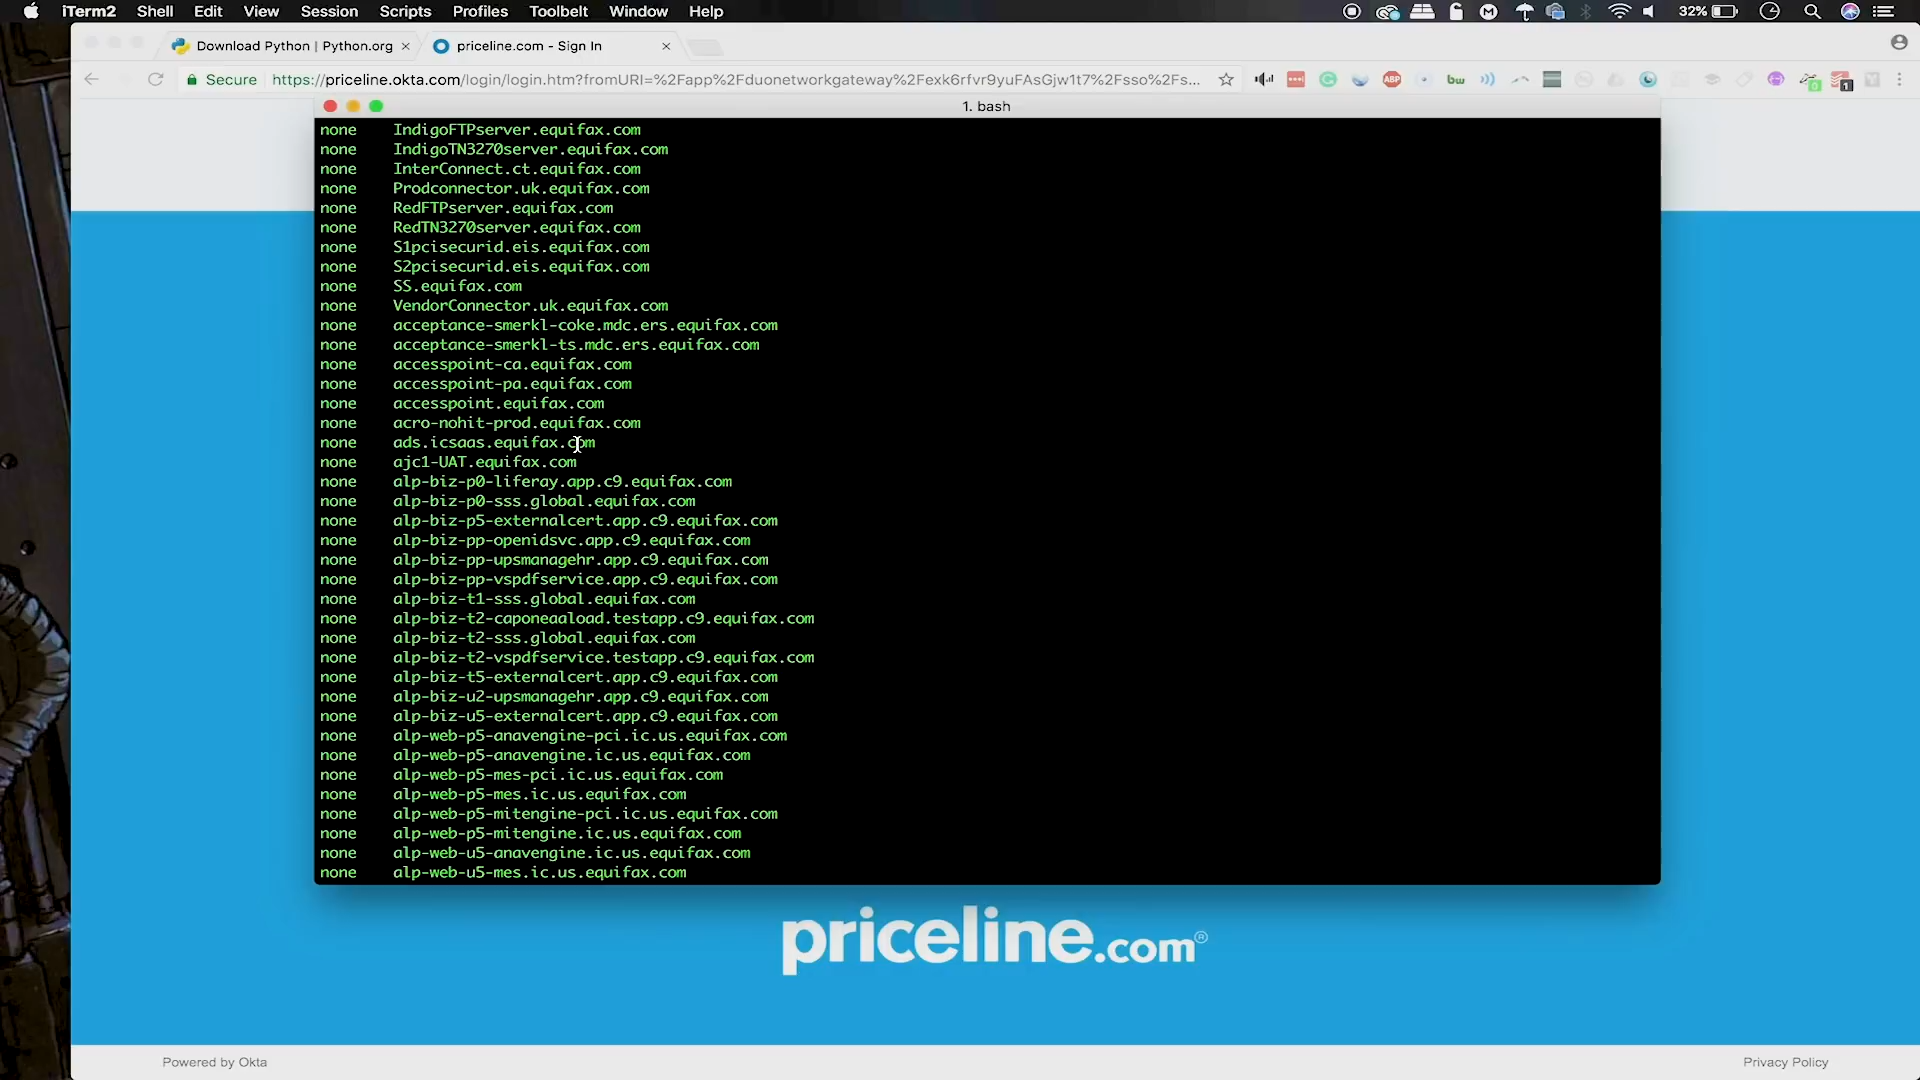 iTerm2 Shell Edit View Session Scripts Profiles Toolbelt Window Help 32%
Download Python | Python.org × priceline.com - Sign In ×
Secure https://priceline.okta.com/login/login.htm?fromURI=%2Fapp%2Fduonetworkgateway%2Fexk6rfvr9yuFAsGjw1t7%2Fsso%2Fs... ABP bw
1. bash
none IndigoFTPserver.equifax.com
none IndigoTN3270server.equifax.com
none InterConnect.ct.equifax.com
none Prodconnector.uk.equifax.com
none RedFTPserver.equifax.com
none RedTN3270server.equifax.com
none S1pcisecurid.eis.equifax.com
none S2pcisecurid.eis.equifax.com
none SS.equifax.com
none VendorConnector.uk.equifax.com
none acceptance-smerkl-coke.mdc.ers.equifax.com
none acceptance-smerkl-ts.mdc.ers.equifax.com
none accesspoint-ca.equifax.com
none accesspoint-pa.equifax.com
none accesspoint.equifax.com
none acro-nohit-prod.equifax.com
none ads.icsaas.equifax.com
none ajc1-UAT.equifax.com
none alp-biz-p0-liferay.app.c9.equifax.com
none alp-biz-p0-sss.global.equifax.com
none alp-biz-p5-externalcert.app.c9.equifax.com
none alp-biz-pp-openidsvc.app.c9.equifax.com
none alp-biz-pp-upsmanagehr.app.c9.equifax.com
none alp-biz-pp-vspdfservice.app.c9.equifax.com
none alp-biz-t1-sss.global.equifax.com
none alp-biz-t2-caponeaaload.testapp.c9.equifax.com
none alp-biz-t2-sss.global.equifax.com
none alp-biz-t2-vspdfservice.testapp.c9.equifax.com
none alp-biz-t5-externalcert.app.c9.equifax.com
none alp-biz-u2-upsmanagehr.app.c9.equifax.com
none alp-biz-u5-externalcert.app.c9.equifax.com
none alp-web-p5-anavengine-pci.ic.us.equifax.com
none alp-web-p5-anavengine.ic.us.equifax.com
none alp-web-p5-mes-pci.ic.us.equifax.com
none alp-web-p5-mes.ic.us.equifax.com
none alp-web-p5-mitengine-pci.ic.us.equifax.com
none alp-web-p5-mitengine.ic.us.equifax.com
none alp-web-u5-anavengine.ic.us.equifax.com
none alp-web-u5-mes.ic.us.equifax.com
priceline.com®
Powered by Okta Privacy Policy